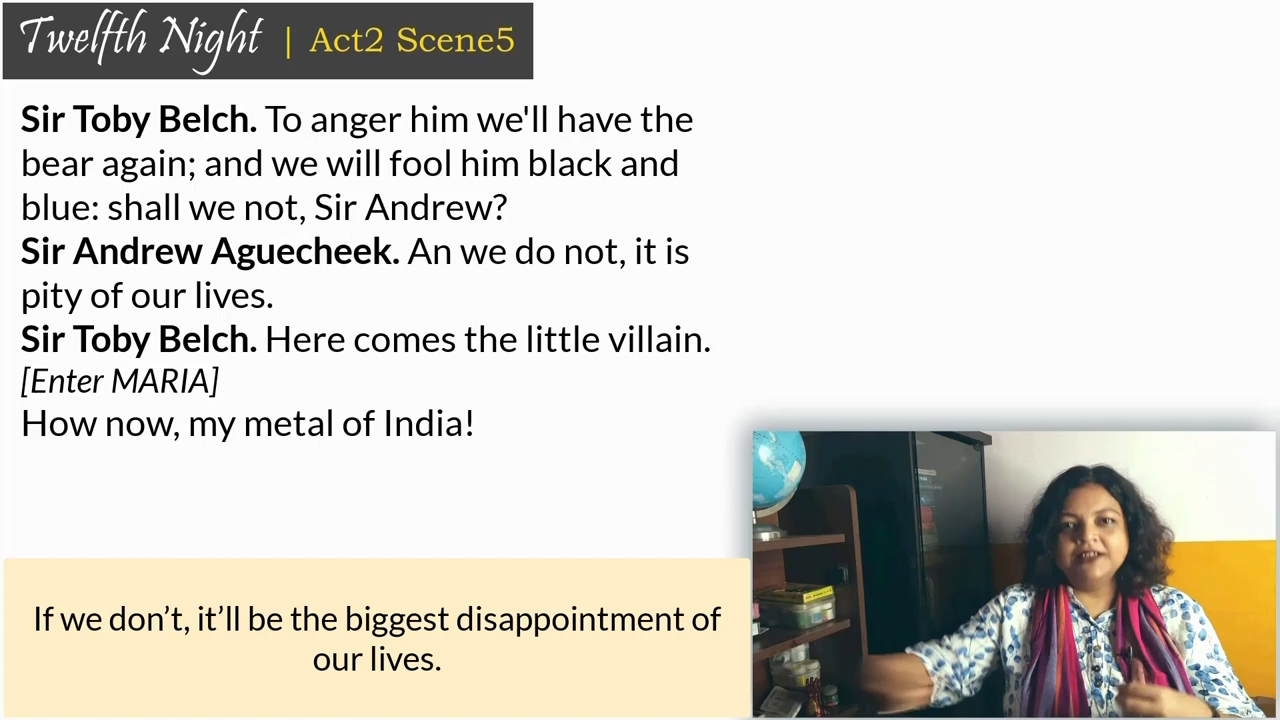 Twelfth Night | Act2 Scene5
Sir Toby Belch. To anger him we'll have the
bear again; and we will fool him black and
blue: shall we not, Sir Andrew?
Sir Andrew Aguecheek. An we do not, it is
pity of our lives.
Sir Toby Belch. Here comes the little villain.
[Enter MARIA]
How now, my metal of India!
If we don’t, it’ll be the biggest disappointment of
our lives.